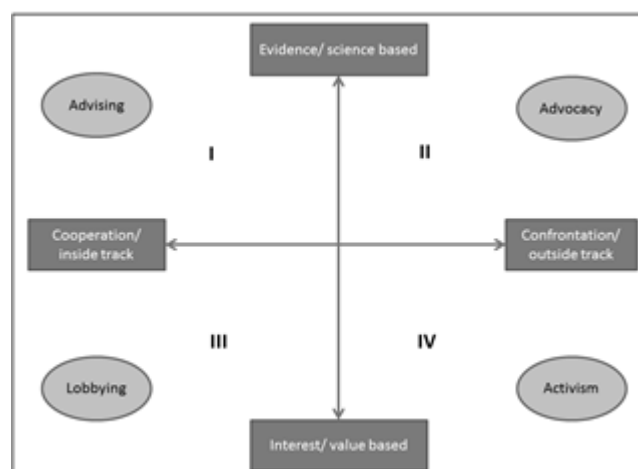 Evidence/ science based
Advising
Advocacy
I
II
Cooperation/
inside track
Confrontation/
outside track
III
IV
Lobbying
Activism
Interest/ value based